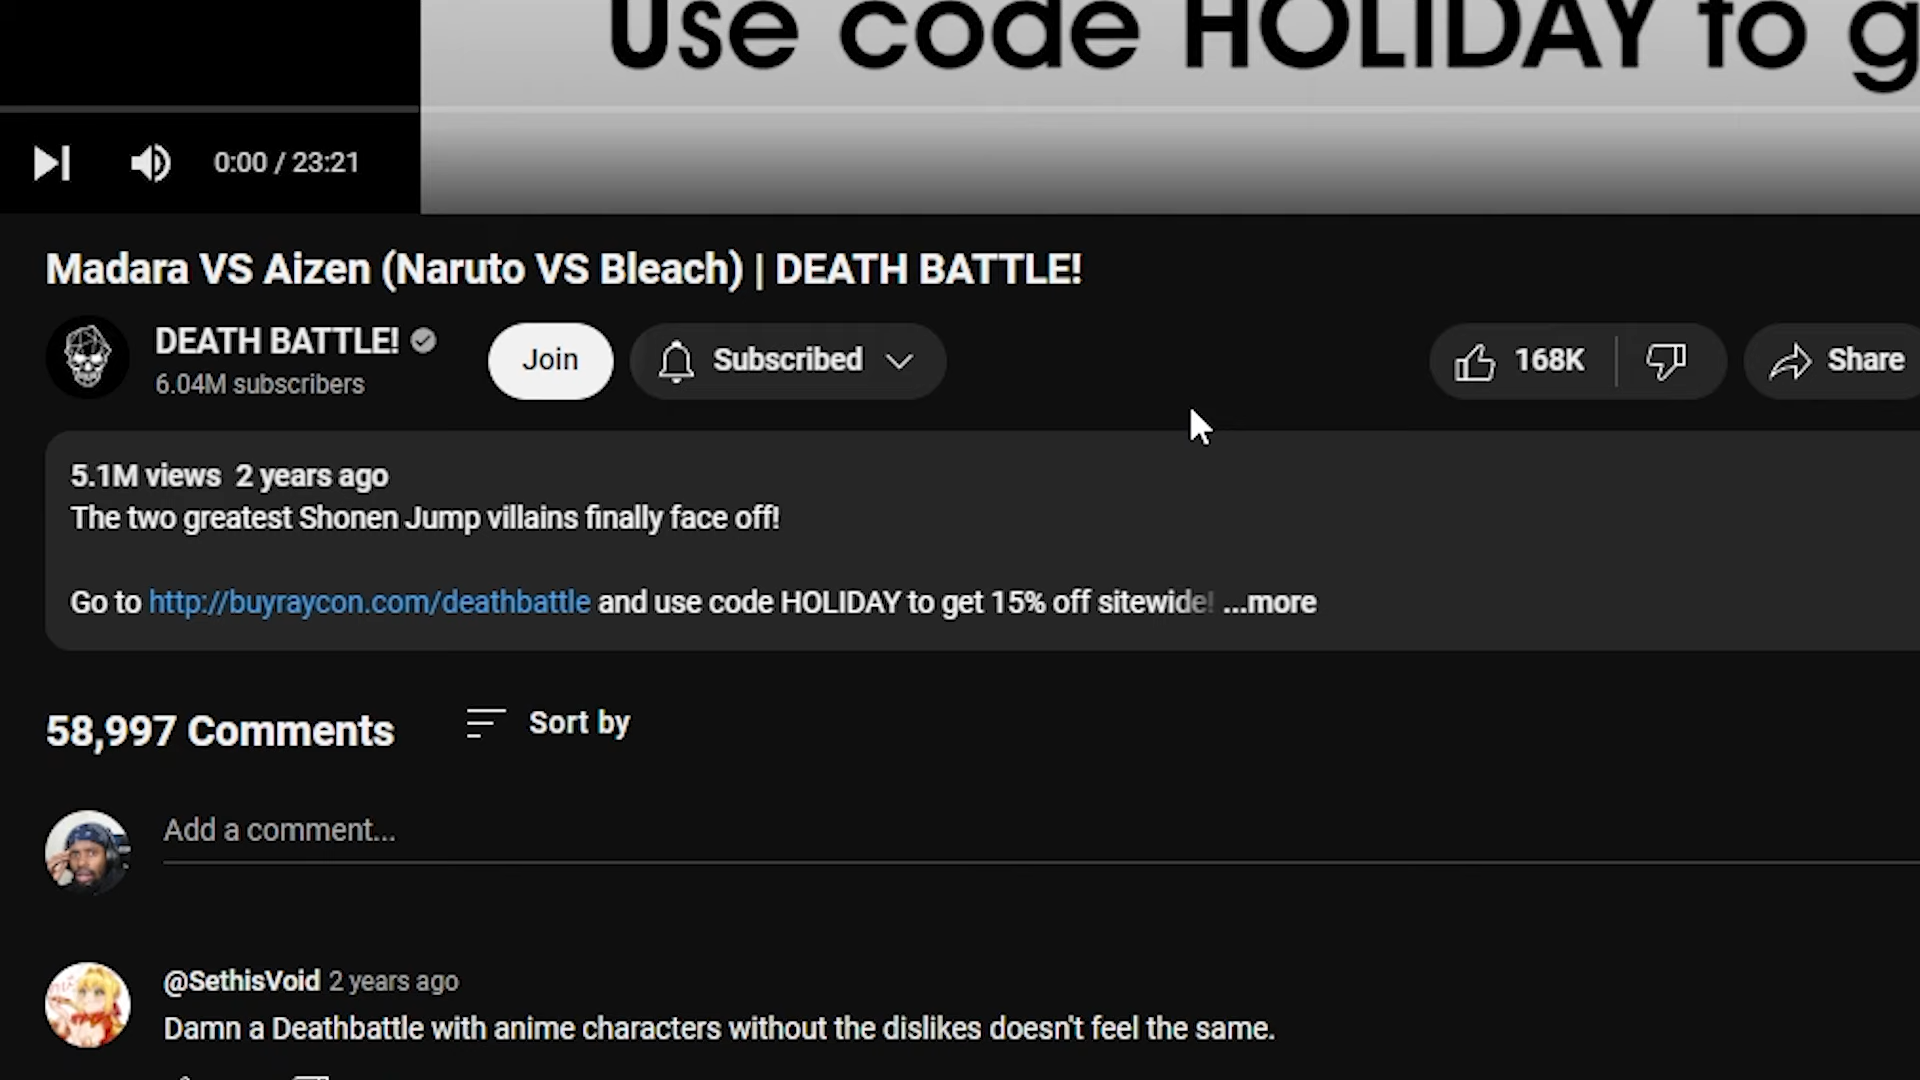 Use code HOLIDAY to g
0:00 / 23:21
Madara VS Aizen (Naruto VS Bleach) | DEATH BATTLE!
DEATH BATTLE!
6.04M subscribers
Join
Subscribed
168K
Share
5.1M views 2 years ago
The two greatest Shonen Jump villains finally face off!
Go to http://buyraycon.com/deathbattle and use code HOLIDAY to get 15% off sitewide! ...more
58,997 Comments
Sort by
Add a comment...
@SethisVoid 2 years ago
Damn a Deathbattle with anime characters without the dislikes doesn't feel the same.